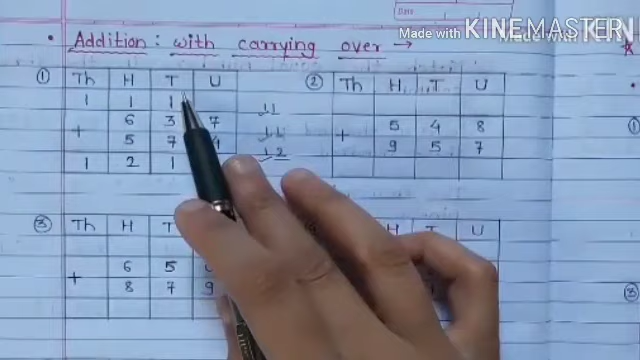 DATE
Made with KINEMASTER
• Addition : with carrying over →
① Th H T U ② Th H T U
1 1 1 11
6 3 7 5 4 8
+ 5 7 4 11 + 9 5 7
1 2 1 12
③ Th H T H T U
6 5
+ 8 7 9